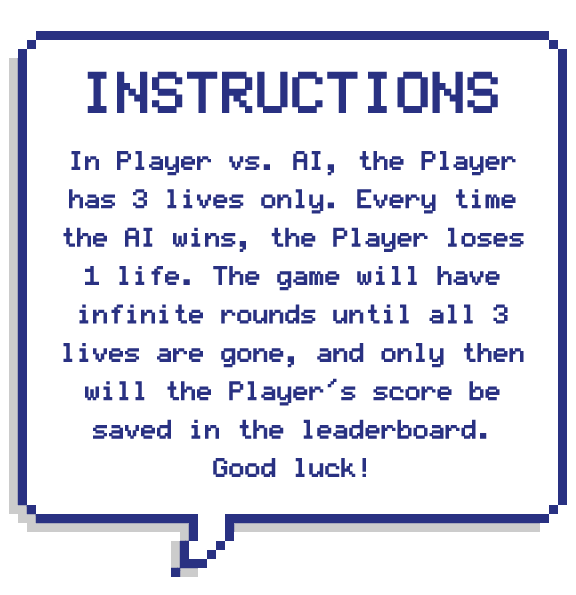 INSTRUCTIONS
In Player vs. AI, the Player
has 3 lives only. Every time
the AI wins, the Player loses
1 life. The game will have
infinite rounds until all 3
lives are gone, and only then
will the Player´s score be
saved in the leaderboard.
Good luck!